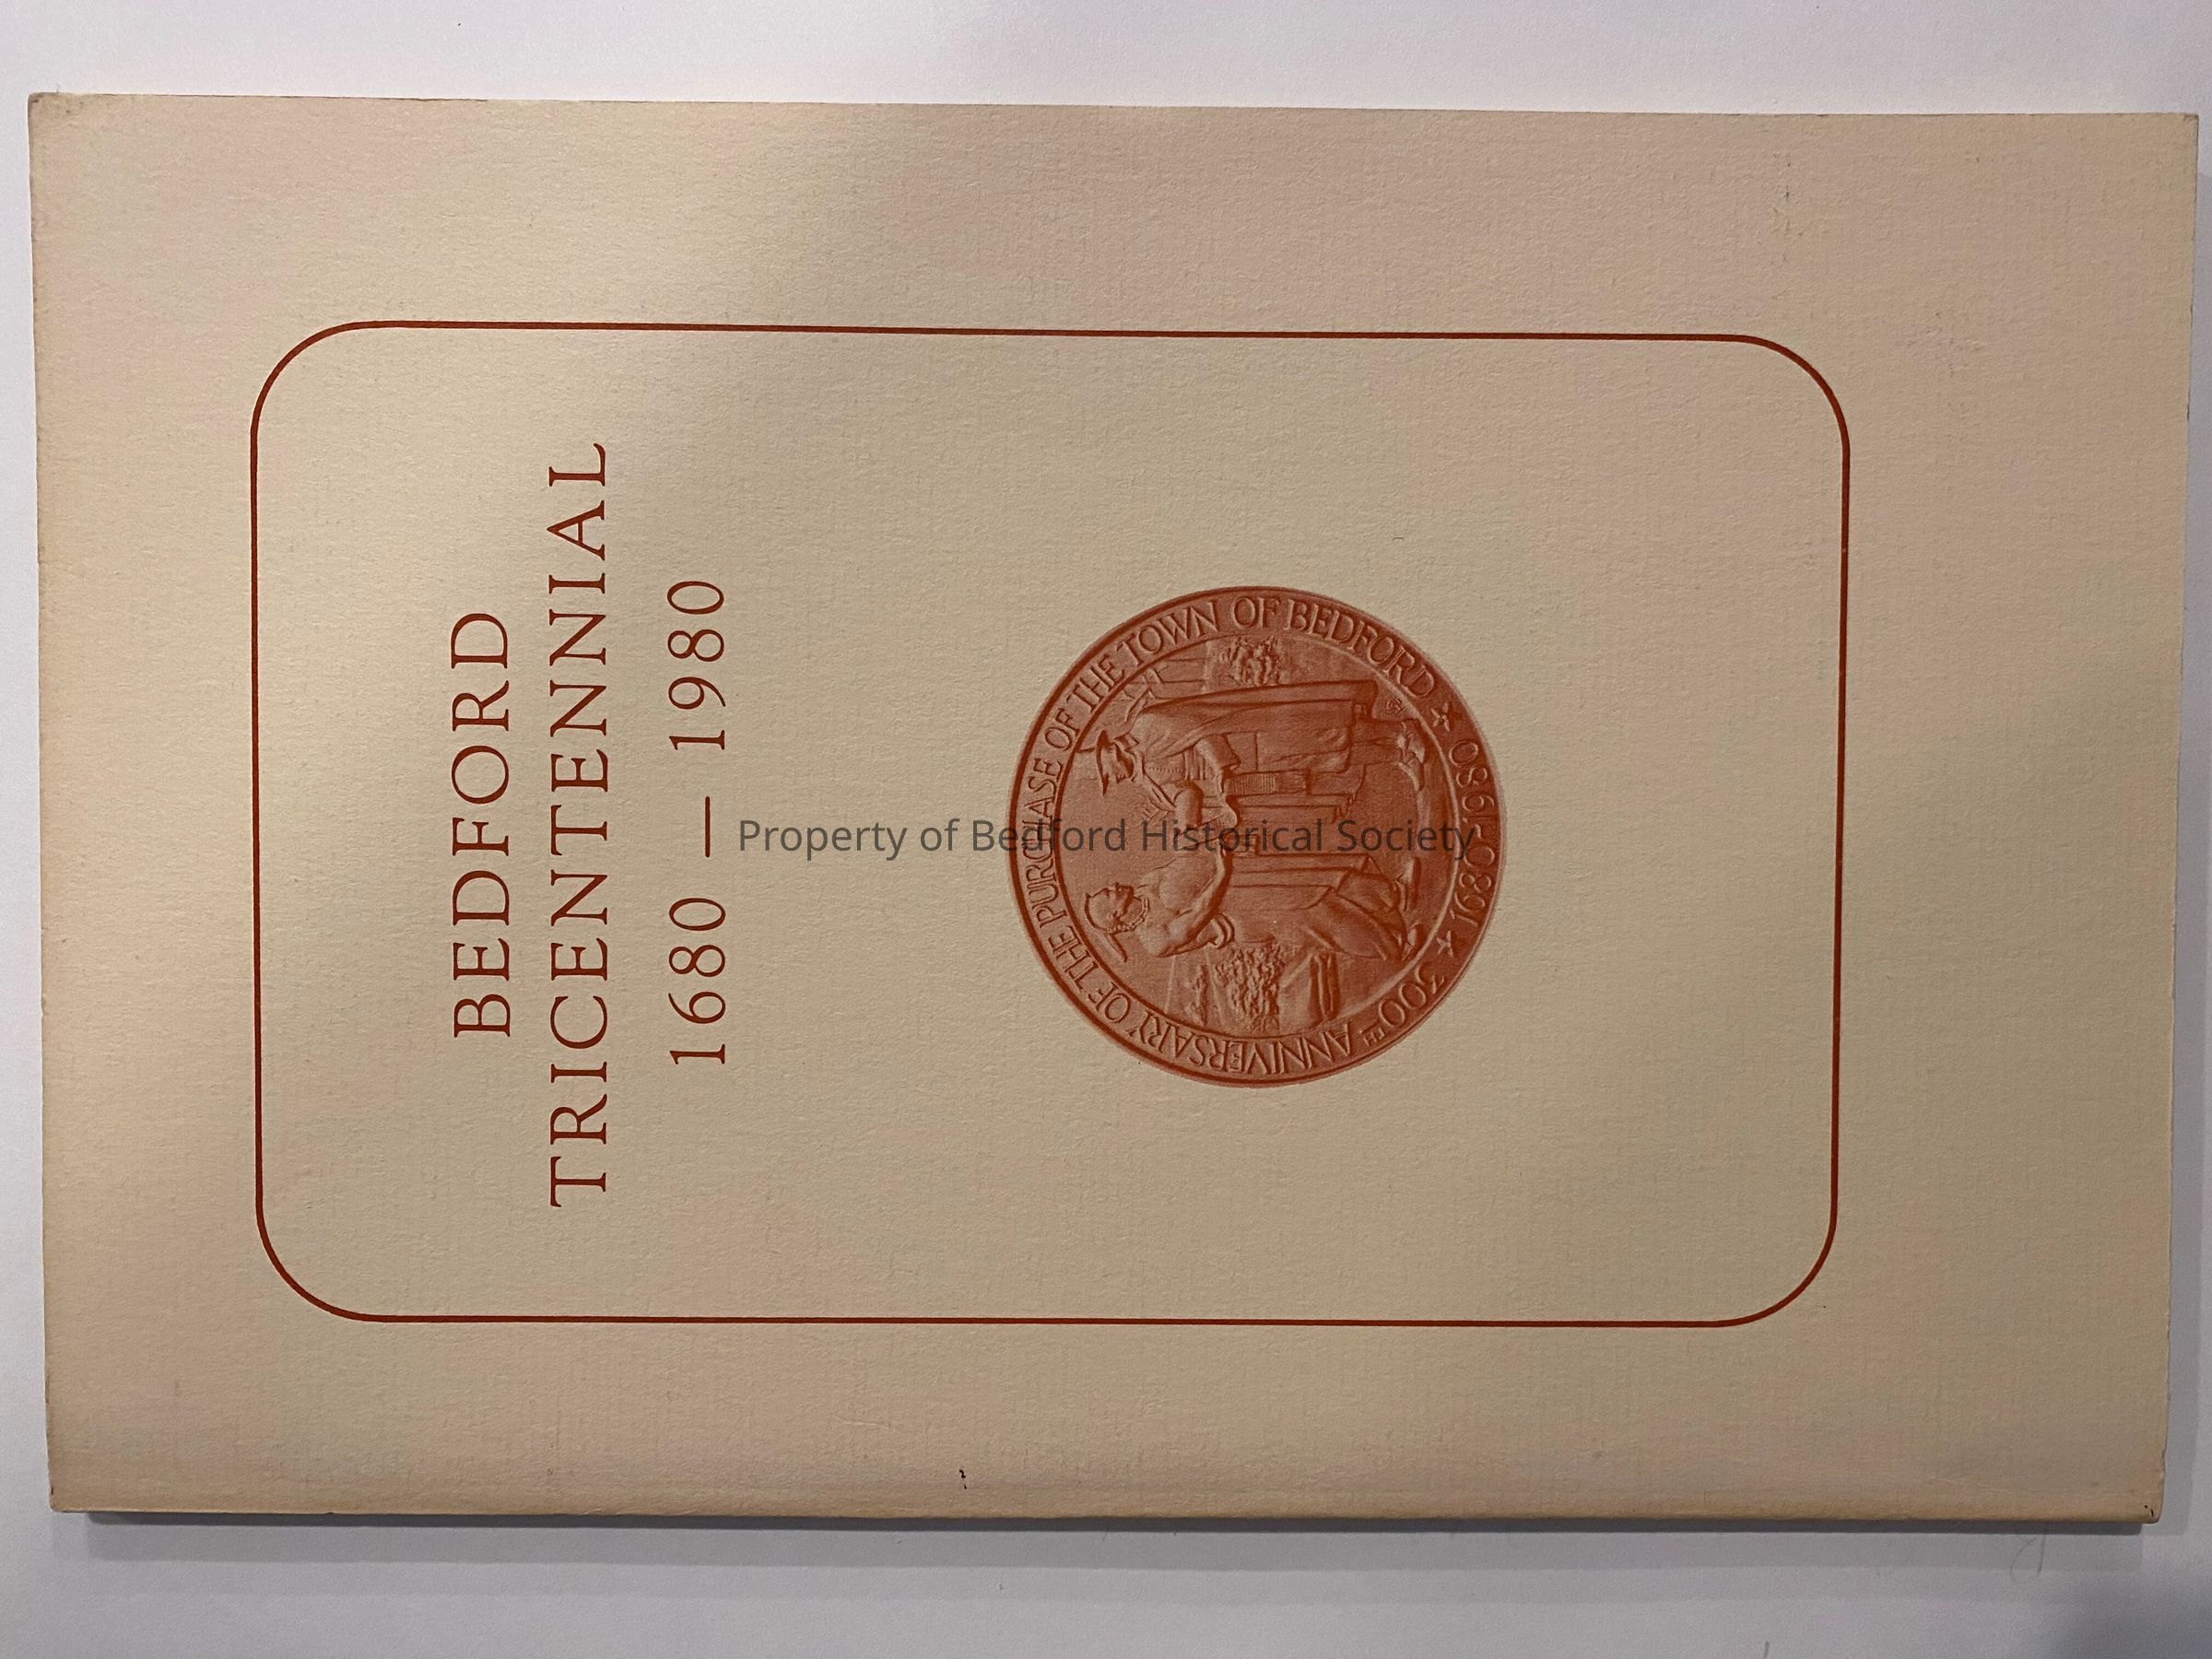 BEDFORD
TRICENTENNIAL
1680 — 1980
300TH ANNIVERSARY OF THE PURCHASE OF THE TOWN OF BEDFORD
★ 1680-1980 ★
Property of Bedford Historical Society